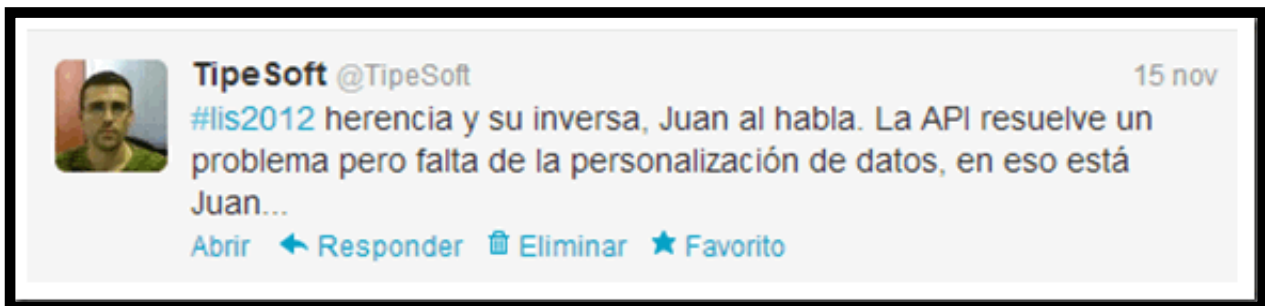 TipeSoft @TipeSoft 15 nov
#lis2012 herencia y su inversa, Juan al habla. La API resuelve un
problema pero falta de la personalización de datos, en eso está
Juan...
Abrir Responder Eliminar Favorito